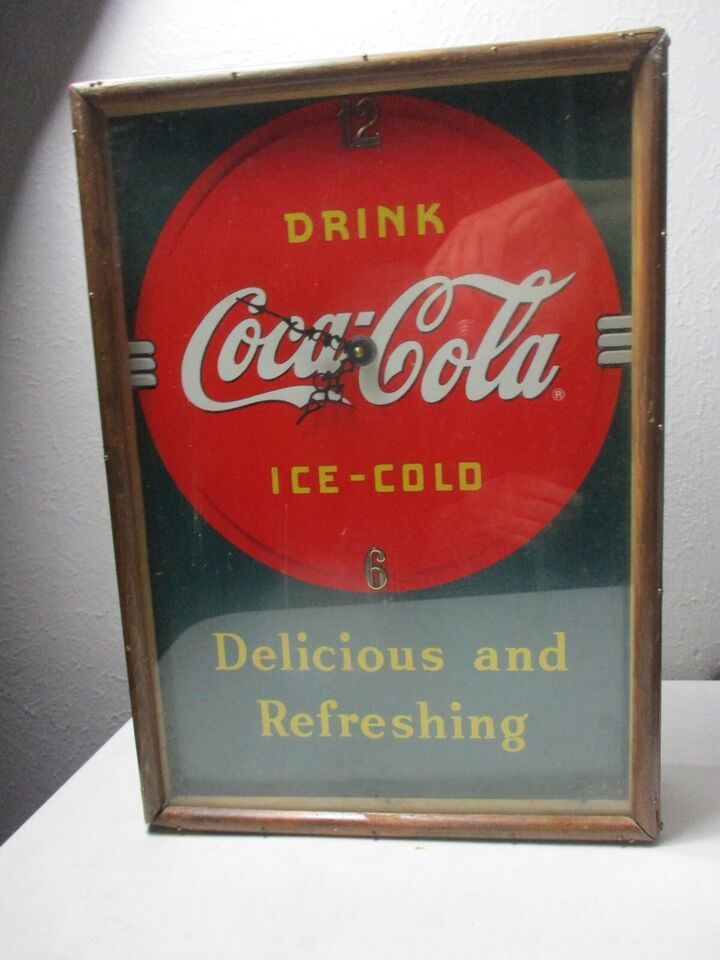 12
DRINK
Coca-Cola
®
ICE-COLD
6
Delicious and
Refreshing